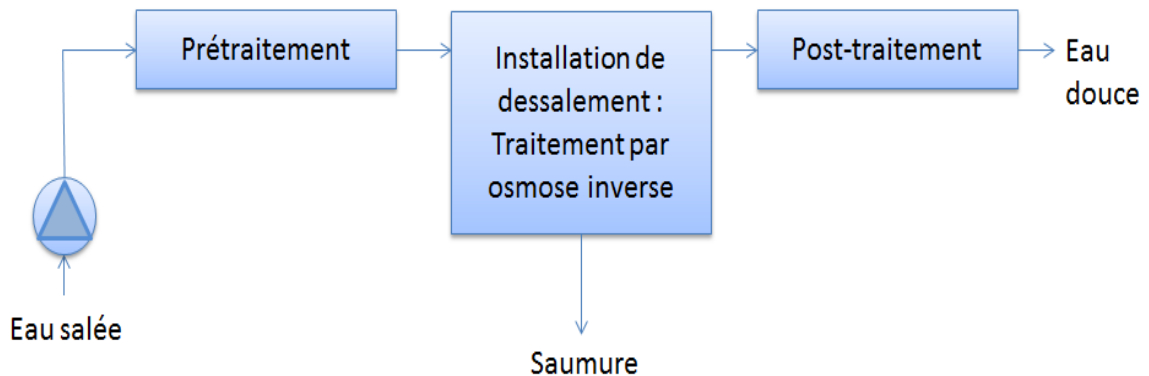 Prétraitement
Installation de
dessalement :
Traitement par
osmose inverse
Post-traitement
Eau
douce
Eau salée
Saumure